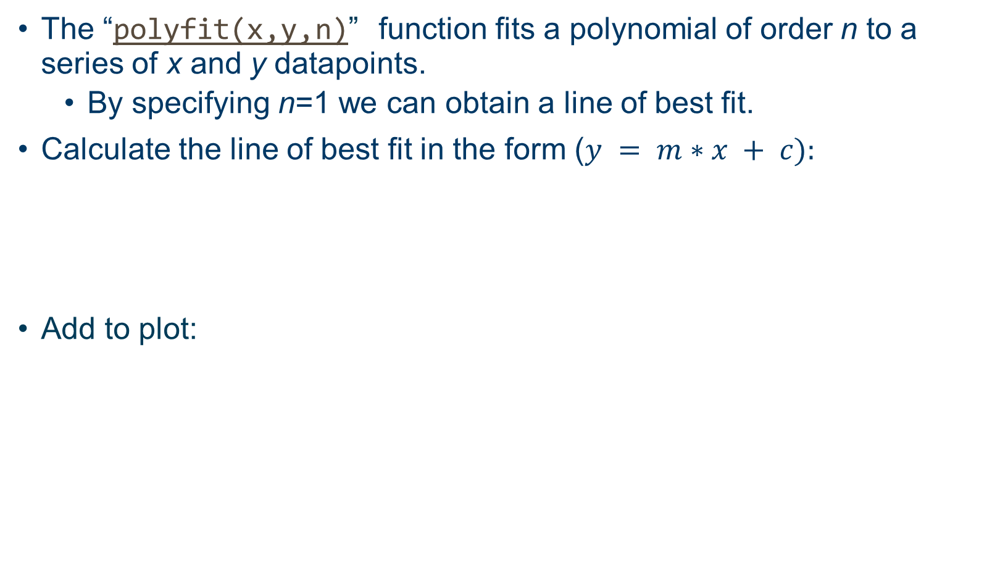 • The “polyfit(x,y,n)” function fits a polynomial of order n to a
series of x and y datapoints.
• By specifying n=1 we can obtain a line of best fit.
• Calculate the line of best fit in the form (y = m ∗ x + c):
• Add to plot: